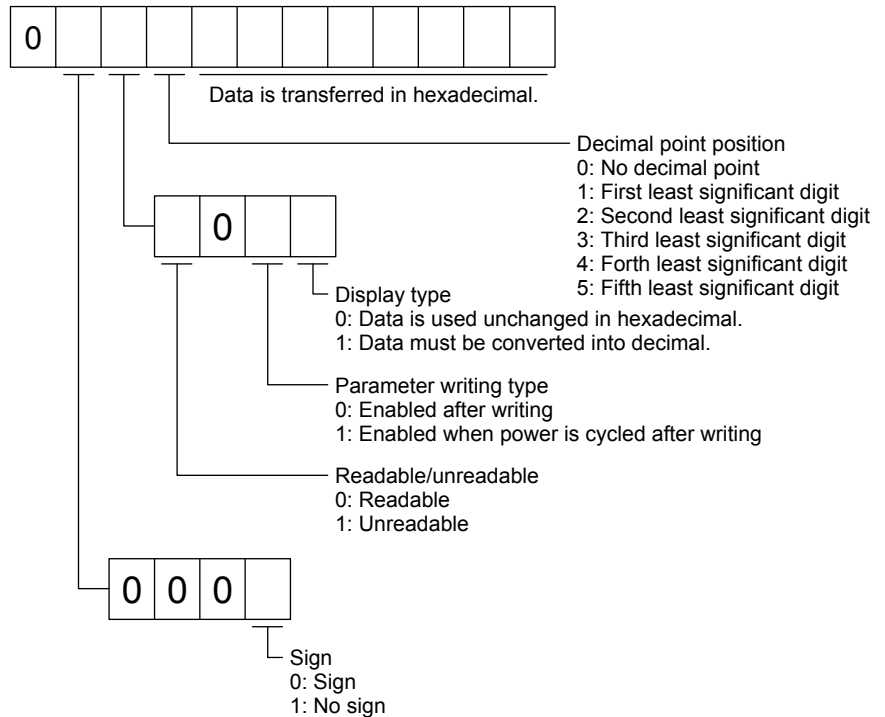 0
Data is transferred in hexadecimal.
Decimal point position
0: No decimal point
1: First least significant digit
2: Second least significant digit
3: Third least significant digit
4: Forth least significant digit
5: Fifth least significant digit
0
Display type
0: Data is used unchanged in hexadecimal.
1: Data must be converted into decimal.
Parameter writing type
0: Enabled after writing
1: Enabled when power is cycled after writing
Readable/unreadable
0: Readable
1: Unreadable
0 0 0
Sign
0: Sign
1: No sign